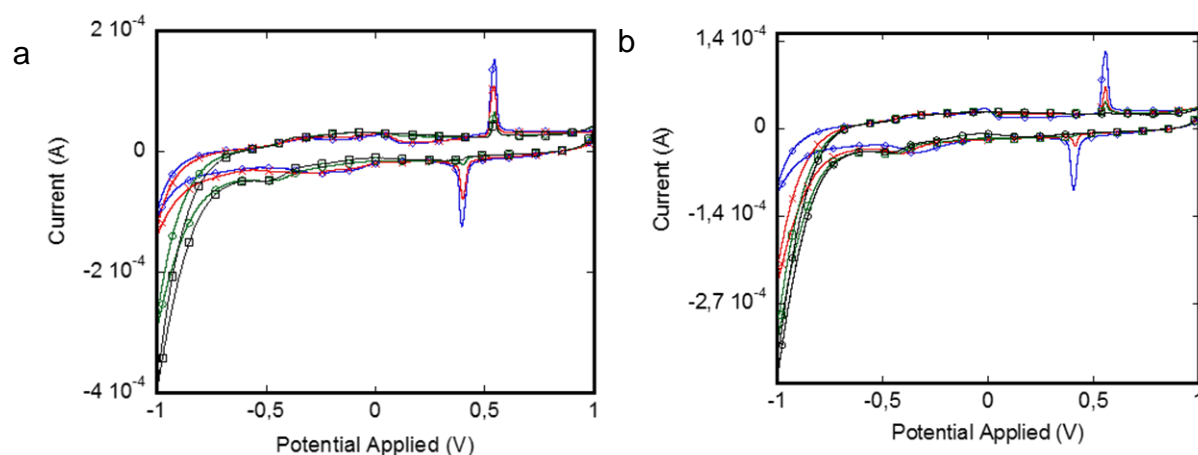 a
2 10⁻⁴
0
-2 10⁻⁴
-4 10⁻⁴
Current (A)
-1 -0,5 0 0,5 1
Potential Applied (V)
b
1,4 10⁻⁴
0
-1,4 10⁻⁴
-2,7 10⁻⁴
Current (A)
-1 -0,5 0 0,5 1
Potential Applied (V)